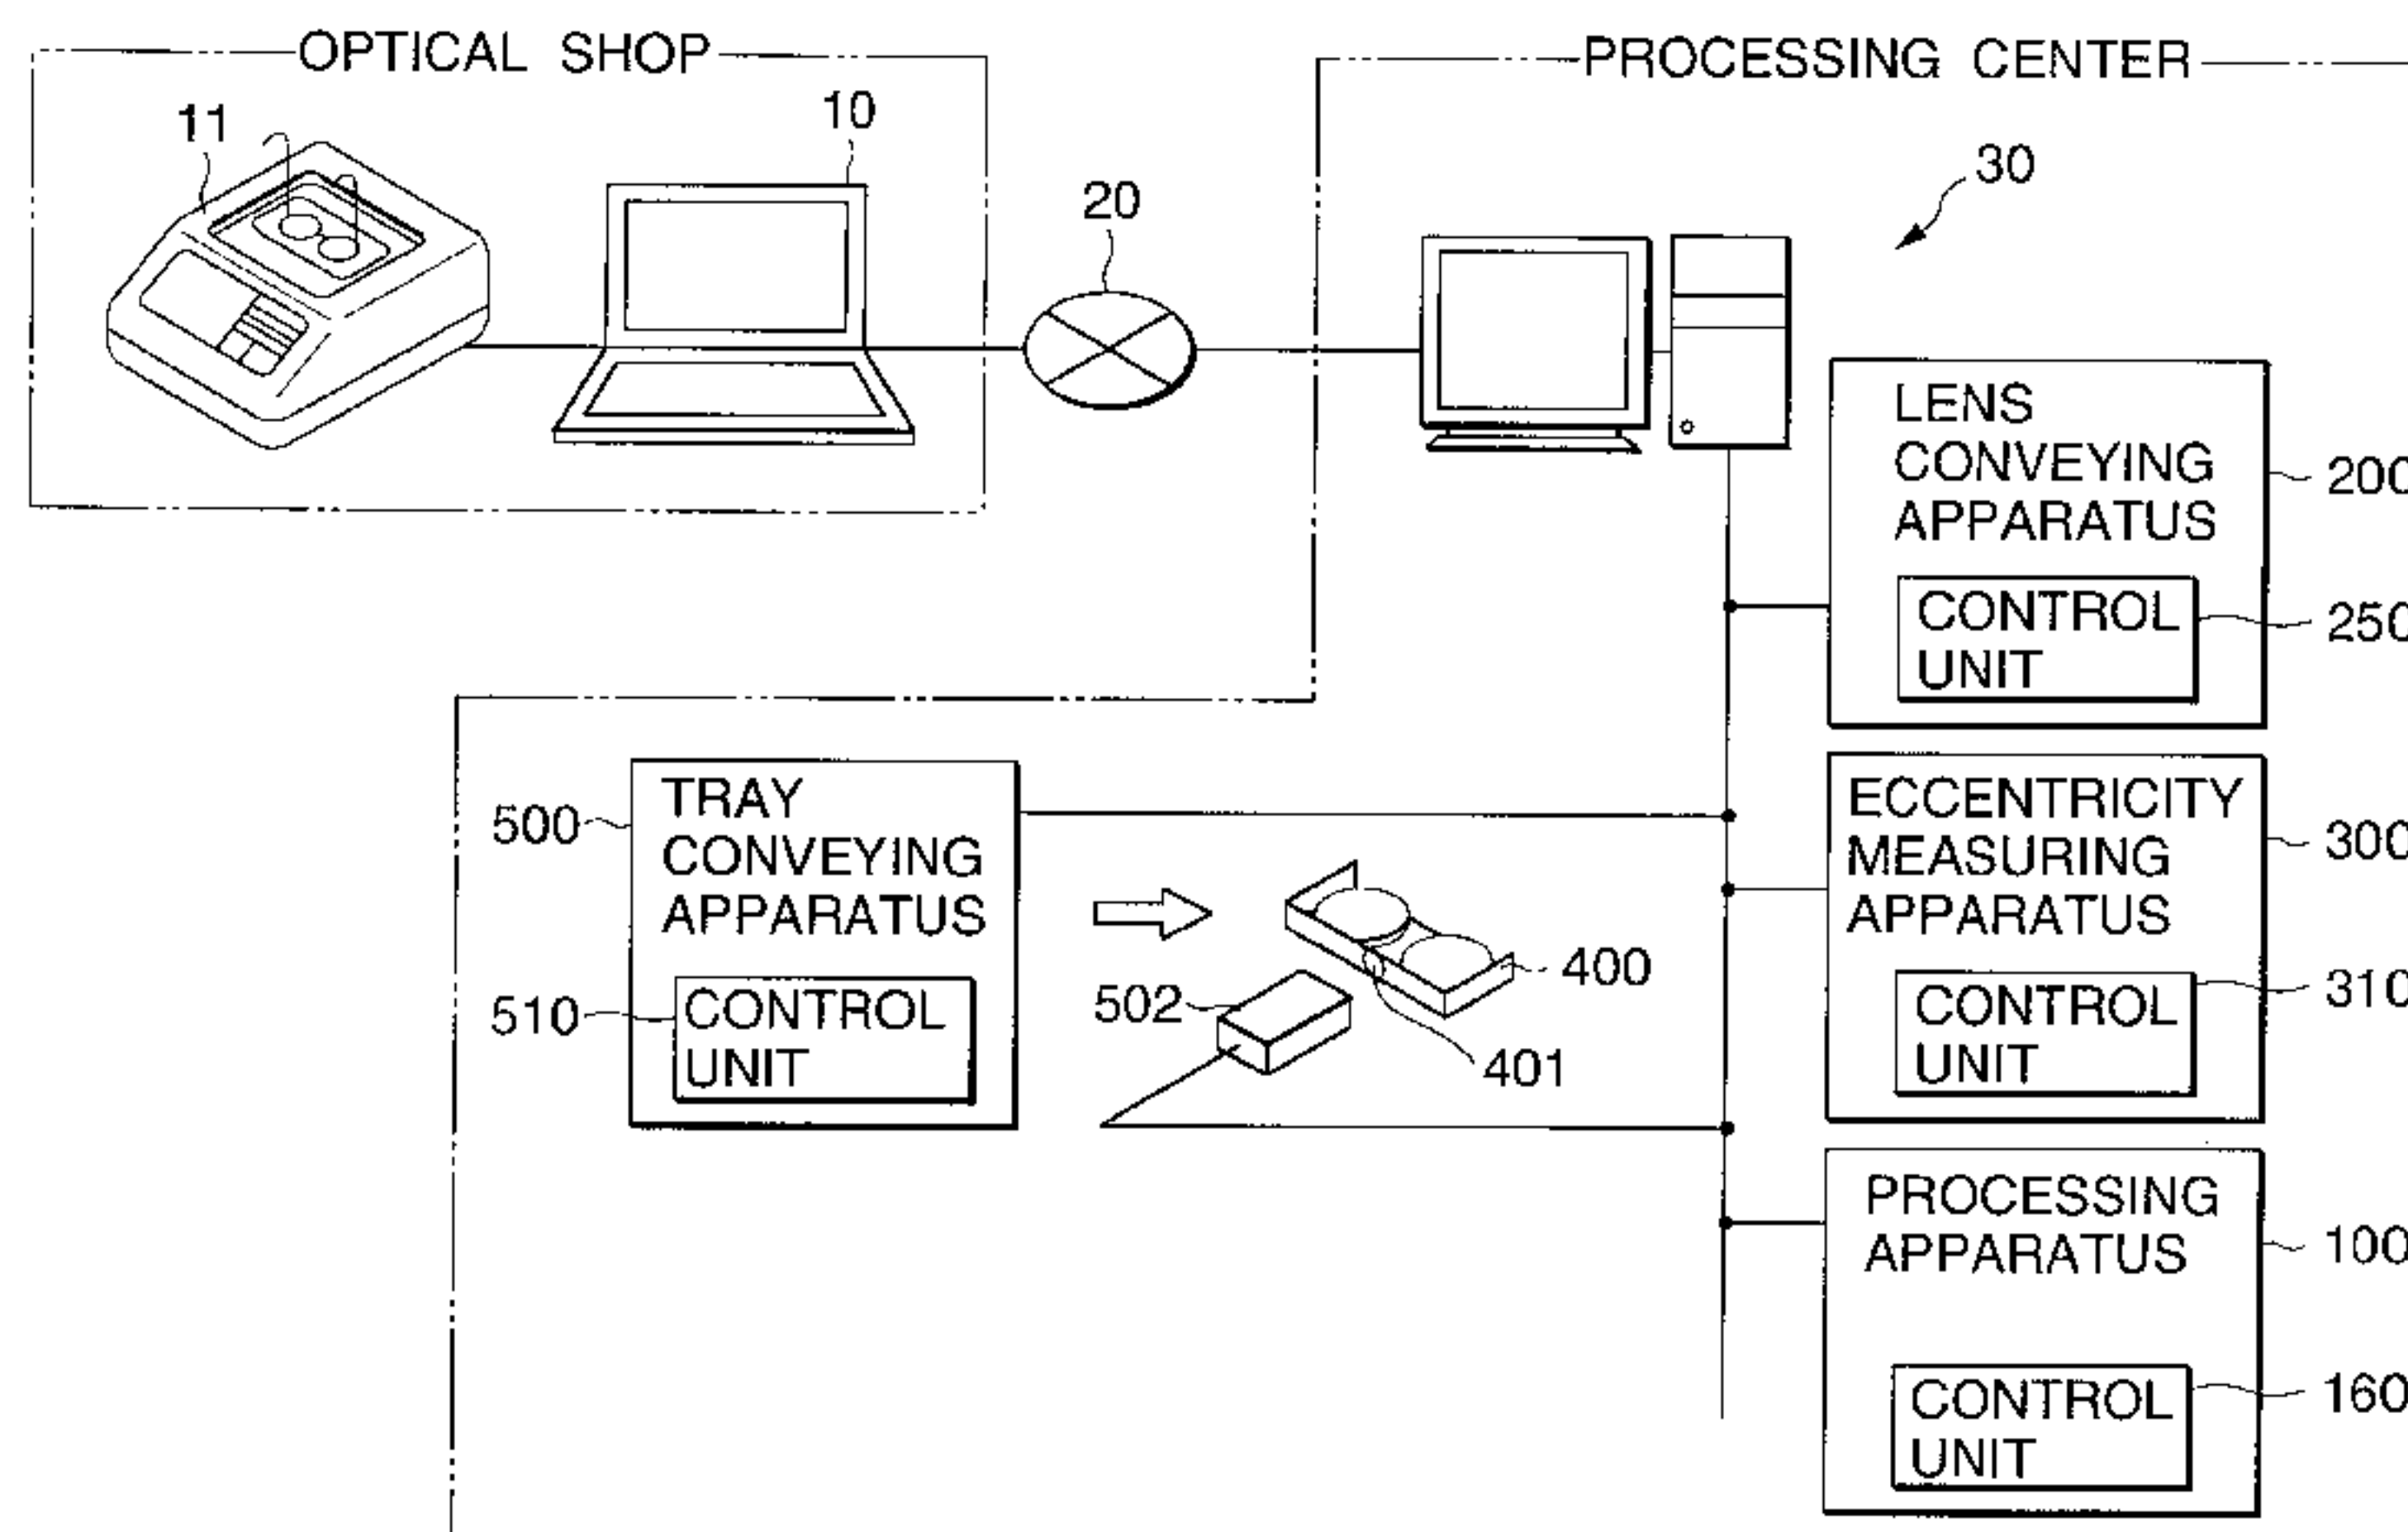 OPTICAL SHOP
PROCESSING CENTER
11
10
20
30
LENS
CONVEYING
APPARATUS
200
CONTROL
UNIT
250
TRAY
CONVEYING
APPARATUS
500
CONTROL
UNIT
510
502
400
401
ECCENTRICITY
MEASURING
APPARATUS
300
CONTROL
UNIT
310
PROCESSING
APPARATUS
100
CONTROL
UNIT
160